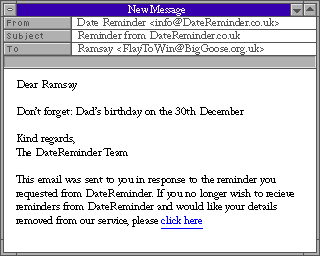 New Message
From Date Reminder <info@DateReminder.co.uk>
Subject Reminder from DateReminder.co.uk
To Ramsay <FlayToWin@BigGoose.org.uk>
Dear Ramsay
Don't forget: Dad's birthday on the 30th December
Kind regards,
The DateReminder Team
This email was sent to you in response to the reminder you
requested from DateReminder. If you no longer wish to recieve
reminders from DateReminder and would like your details
removed from our service, please click here